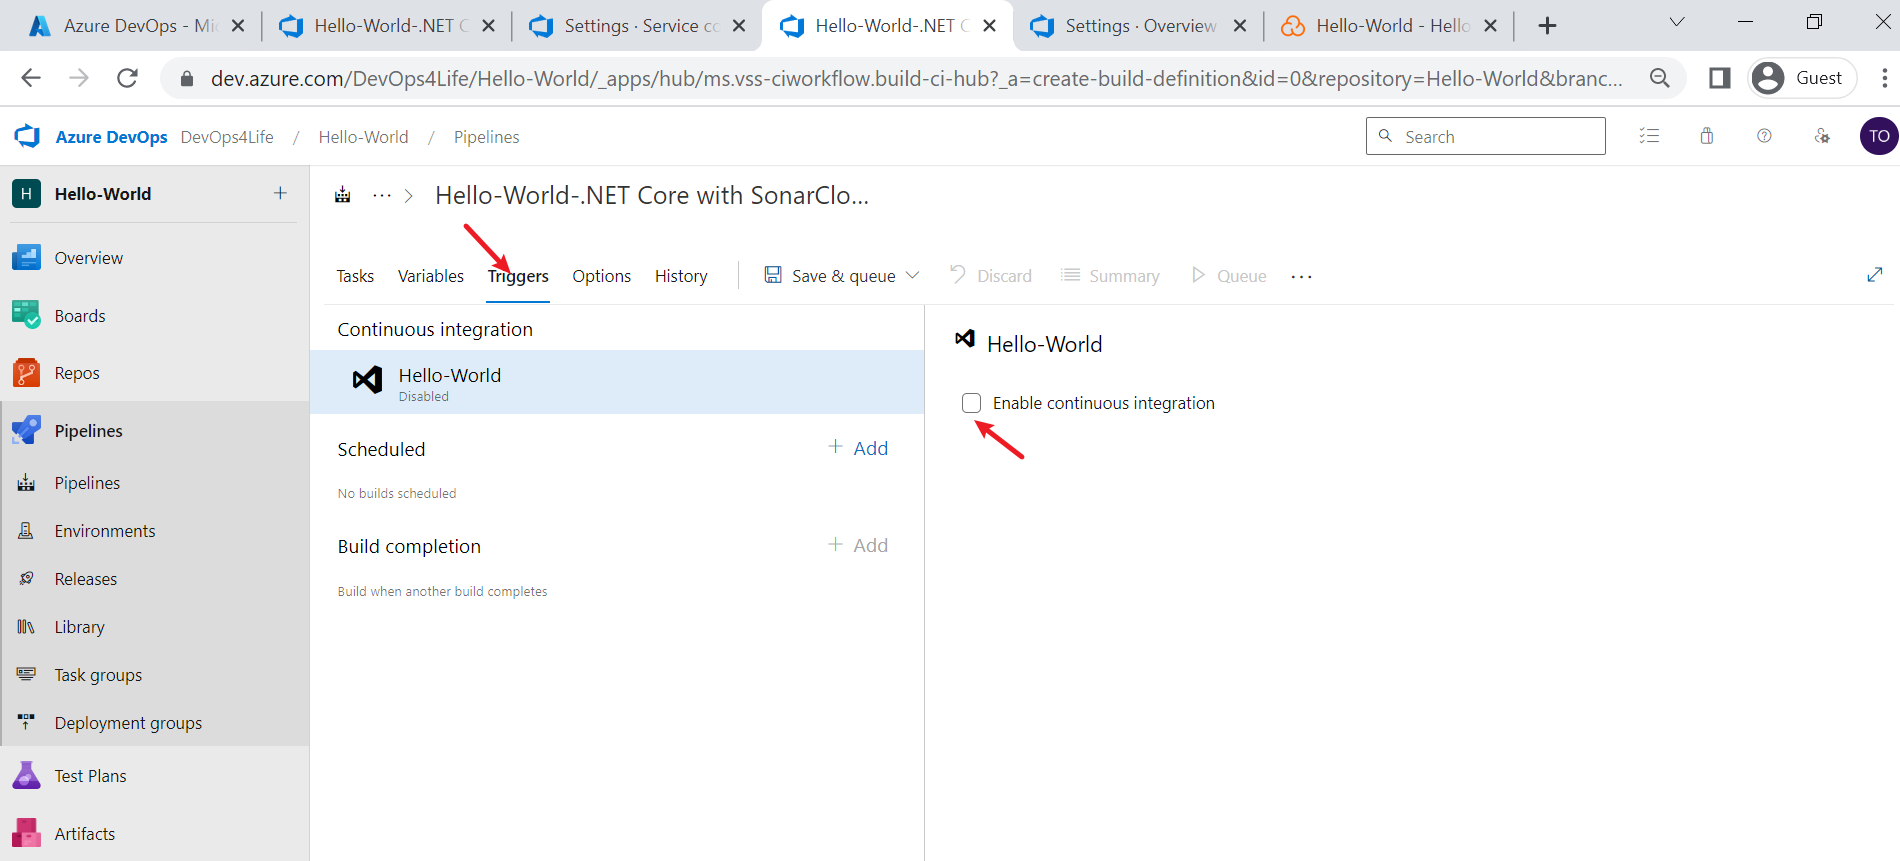 Azure DevOps - Mic
Hello-World-.NET C
Settings · Service co
Hello-World-.NET C
Settings · Overview
Hello-World - Hello
dev.azure.com/DevOps4Life/Hello-World/_apps/hub/ms.vss-ciworkflow.build-ci-hub?_a=create-build-definition&id=0&repository=Hello-World&branc...
Guest
Azure DevOps DevOps4Life / Hello-World / Pipelines
Search
TO
H Hello-World
... > Hello-World-.NET Core with SonarClo...
Overview
Boards
Repos
Pipelines
Pipelines
Environments
Releases
Library
Task groups
Deployment groups
Test Plans
Artifacts
Tasks Variables Triggers Options History Save & queue Discard Summary Queue ...
Continuous integration
Hello-World
Disabled
Scheduled + Add
No builds scheduled
Build completion + Add
Build when another build completes
Hello-World
Enable continuous integration